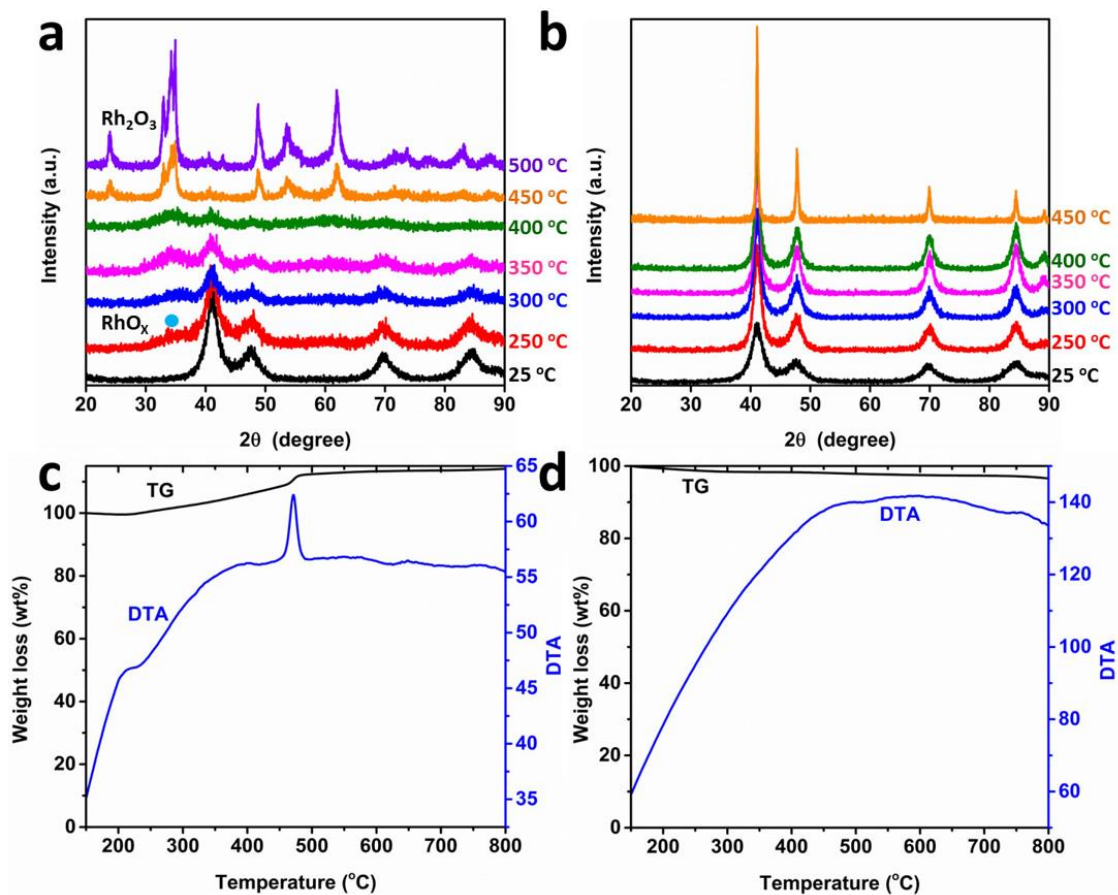 a
Intensity (a.u.)
Rh₂O₃
RhOₓ
500 °C
450 °C
400 °C
350 °C
300 °C
250 °C
25 °C
20 30 40 50 60 70 80 90
2θ (degree)
b
Intensity (a.u.)
450 °C
400 °C
350 °C
300 °C
250 °C
25 °C
20 30 40 50 60 70 80 90
2θ (degree)
c
Weight loss (wt%)
100
80
60
40
20
0
TG
DTA
65
60
55
50
45
40
35
DTA
200 300 400 500 600 700 800
Temperature (°C)
d
Weight loss (wt%)
100
80
60
40
20
0
TG
DTA
140
120
100
80
60
DTA
200 300 400 500 600 700 800
Temperature (°C)